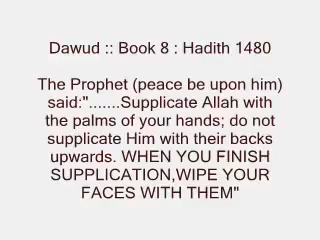 Dawud :: Book 8 : Hadith 1480
The Prophet (peace be upon him)
said:".......Supplicate Allah with
the palms of your hands; do not
supplicate Him with their backs
upwards. WHEN YOU FINISH
SUPPLICATION,WIPE YOUR
FACES WITH THEM"